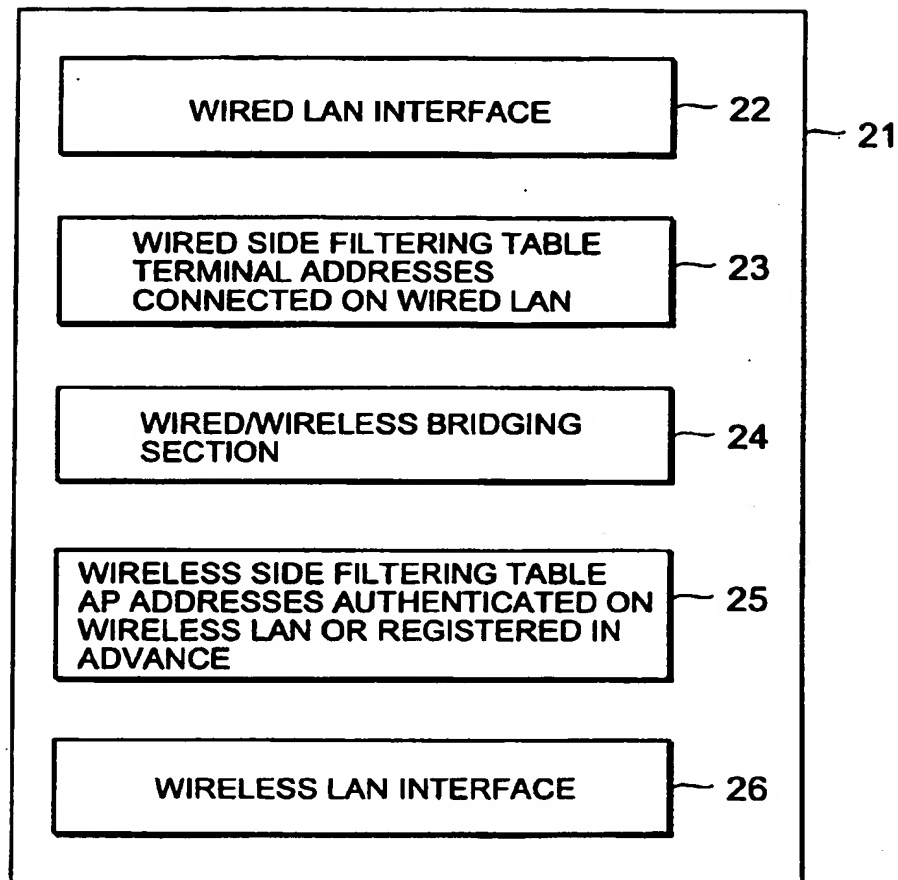 WIRED LAN INTERFACE
22
21
WIRED SIDE FILTERING TABLE
TERMINAL ADDRESSES
CONNECTED ON WIRED LAN
23
WIRED/WIRELESS BRIDGING
SECTION
24
WIRELESS SIDE FILTERING TABLE
AP ADDRESSES AUTHENTICATED ON
WIRELESS LAN OR REGISTERED IN
ADVANCE
25
WIRELESS LAN INTERFACE
26